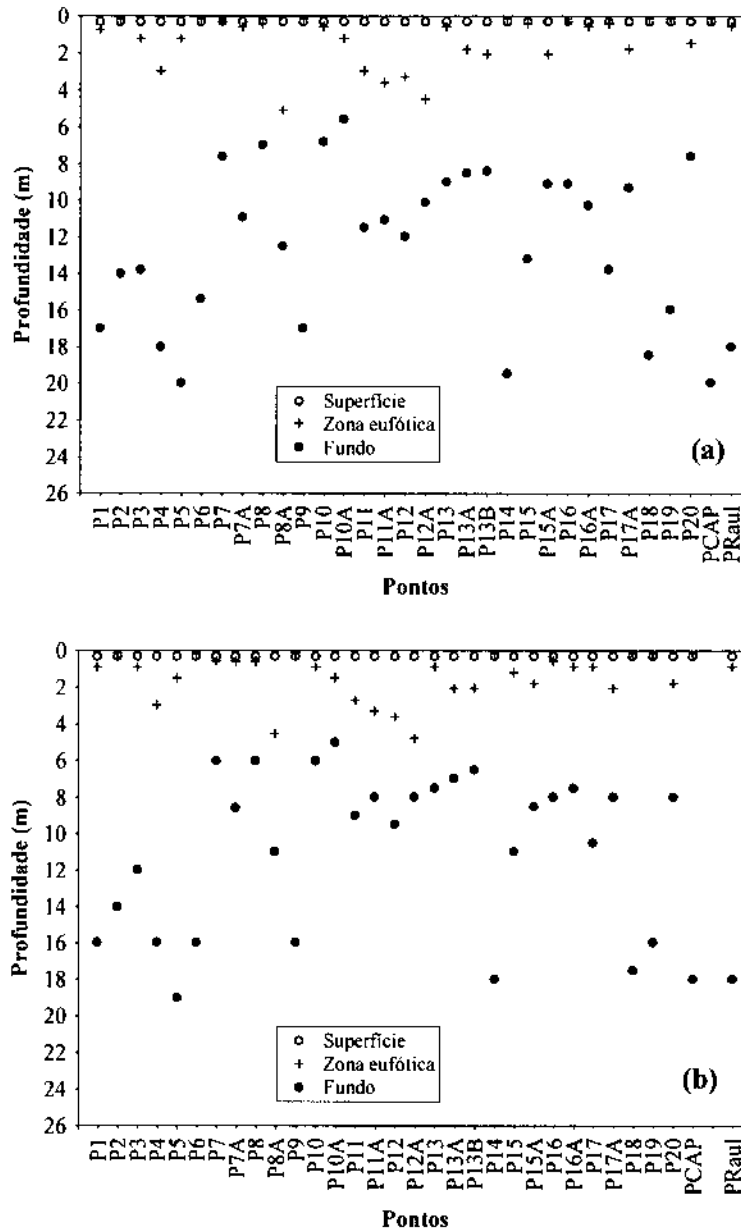 0
2
4
6
8
10
12
14
16
18
20
22
24
26
Profundidade (m)
Superfície
Zona eufótica
Fundo
(a)
P1
P2
P3
P4
P5
P6
P7
P7A
P8
P8A
P9
P10
P10A
P11
P11A
P12
P12A
P13
P13A
P13B
P14
P15
P15A
P16
P16A
P17
P17A
P18
P19
P20
PCAP
PRaul
Pontos
0
2
4
6
8
10
12
14
16
18
20
22
24
26
Profundidade (m)
Superfície
Zona eufótica
Fundo
(b)
P1
P2
P3
P4
P5
P6
P7
P7A
P8
P8A
P9
P10
P10A
P11
P11A
P12
P12A
P13
P13A
P13B
P14
P15
P15A
P16
P16A
P17
P17A
P18
P19
P20
PCAP
PRaul
Pontos